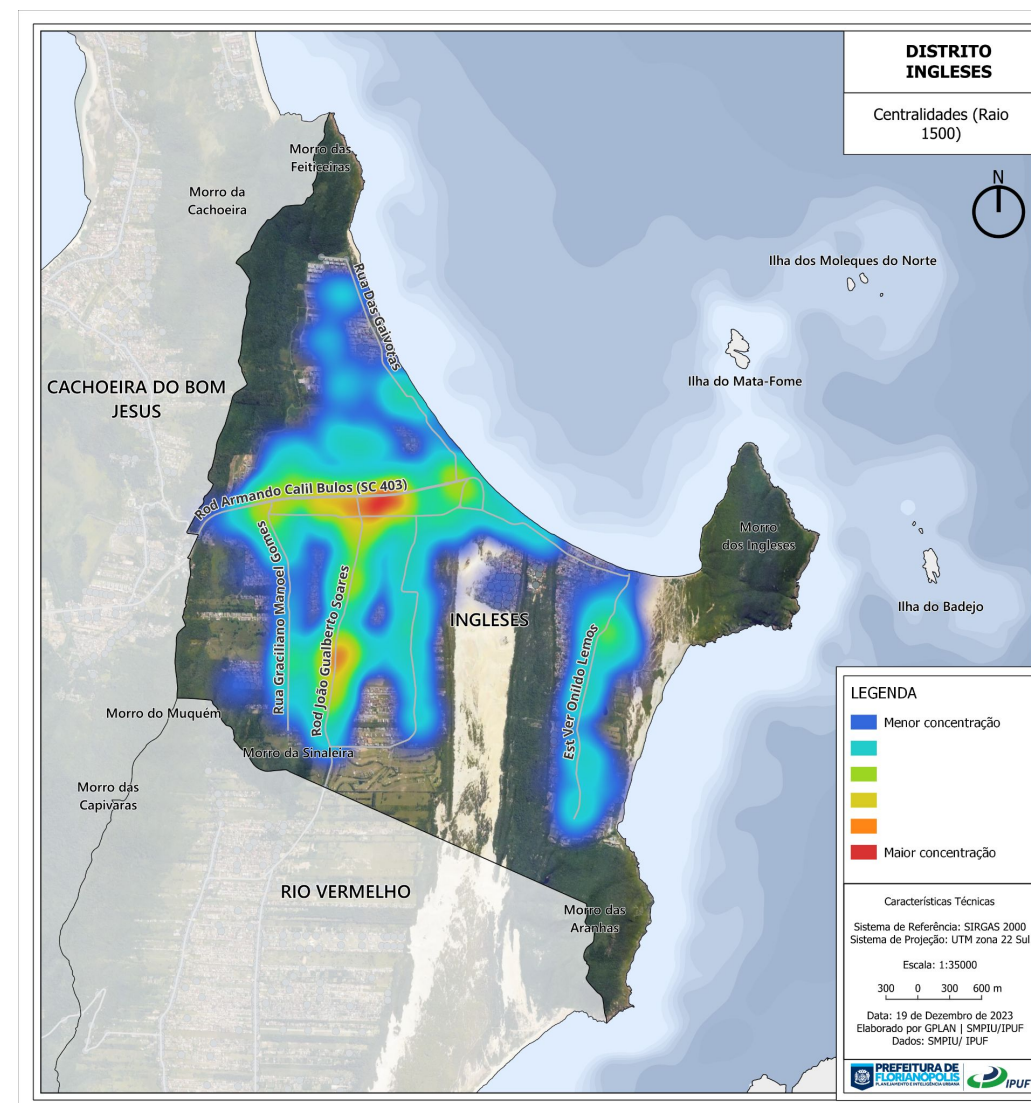 DISTRITO
INGLESES
Centralidades (Raio
1500)
N
Morro das
Feiticeiras
Morro da
Cachoeira
Ilha dos Moleques do Norte
Rua Das Gaivotas
Ilha do Mata-Fome
CACHOEIRA DO BOM
JESUS
Rod Armando Calil Bulos (SC 403)
Morro
dos Ingleses
Rua Graciliano Manoel Gomes
Rod João Gualberto Soares
INGLESES
Ilha do Badejo
Est Ver Onildo Lemos
Morro do Muquém
Morro da Sinaleira
Morro das
Capivaras
RIO VERMELHO
Morro das
Aranhas
LEGENDA
Menor concentração
Maior concentração
Características Técnicas
Sistema de Referência: SIRGAS 2000
Sistema de Projeção: UTM zona 22 Sul
Escala: 1:35000
300 0 300 600 m
Data: 19 de Dezembro de 2023
Elaborado por GPLAN | SMPIU/IPUF
Dados: SMPIU/ IPUF
PREFEITURA DE
FLORIANÓPOLIS
PLANEJAMENTO E INTELIGÊNCIA URBANA
IPUF